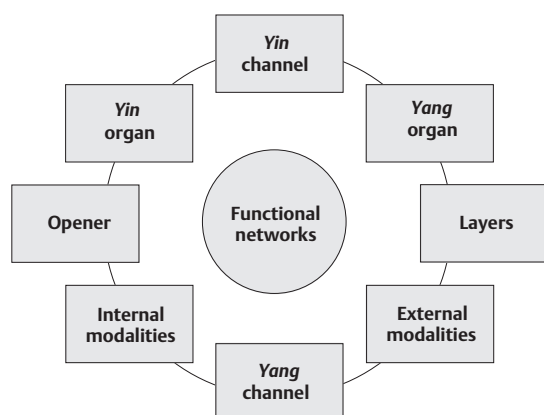 Yin
channel
Yin
organ
Yang
organ
Opener
Functional
networks
Layers
Internal
modalities
External
modalities
Yang
channel